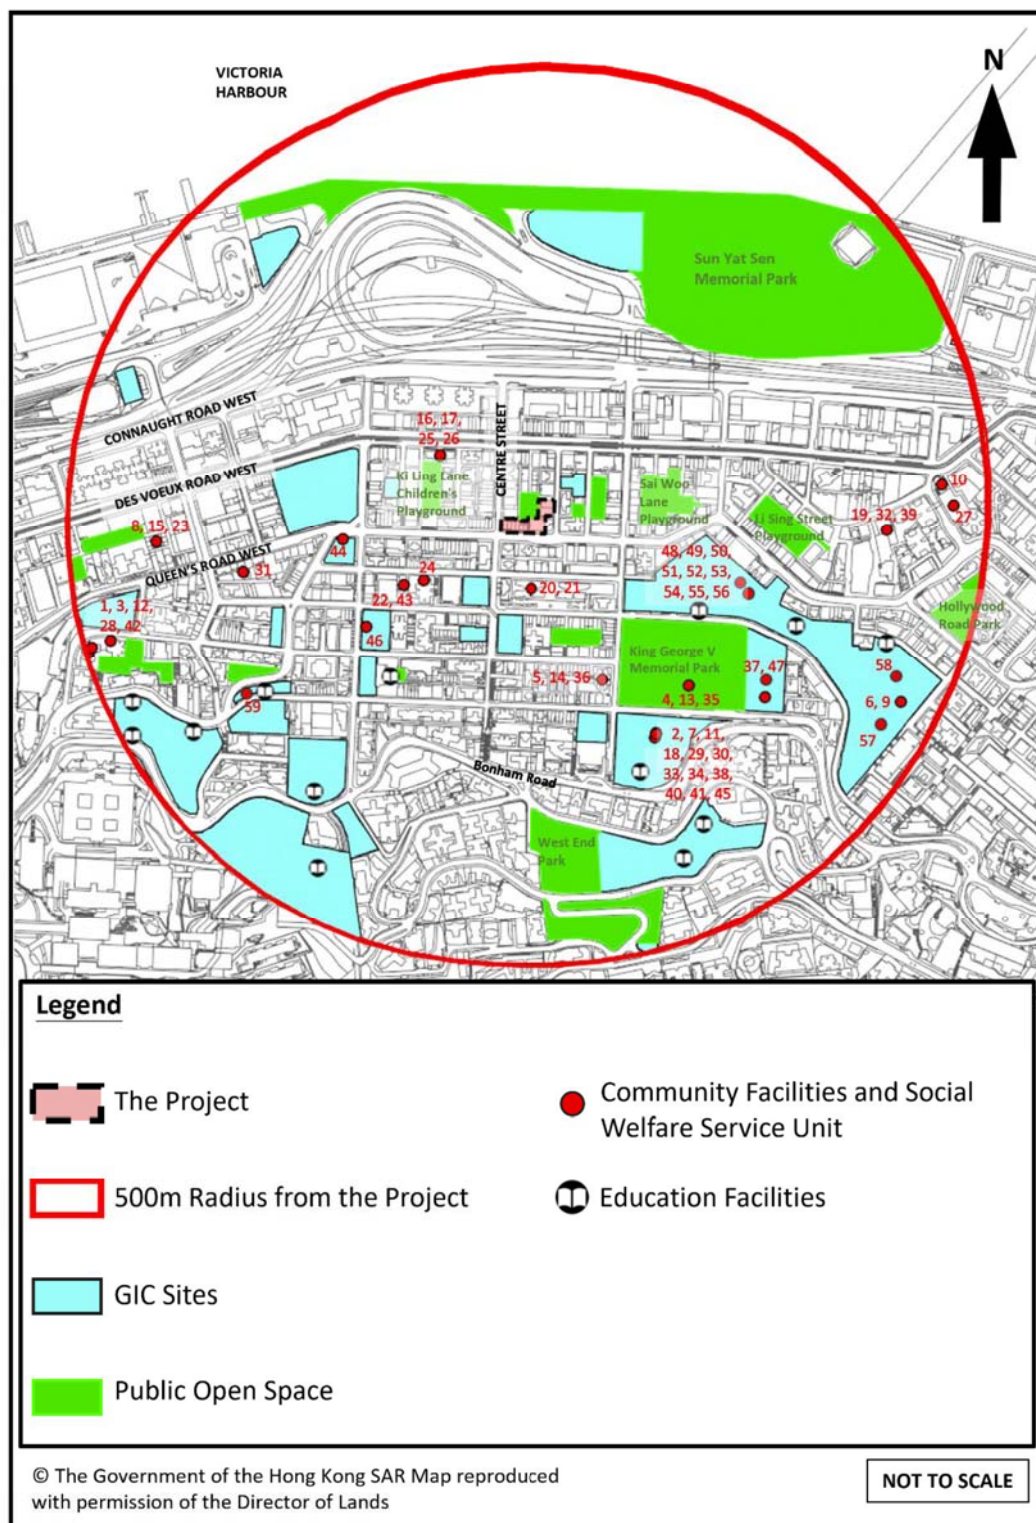 VICTORIA
HARBOUR
N
Sun Yat Sen
Memorial Park
CONNAUGHT ROAD WEST
DES VOEUX ROAD WEST
QUEEN'S ROAD WEST
CENTRE STREET
16, 17,
25, 26
Ki Ling Lane
Children's
Playground
Sai Woo
Lane
Playground
Li Sing Street
Playground
10
27
19, 32, 39
8, 15, 23
44
31
24
22, 43
20, 21
48, 49, 50,
51, 52, 53,
54, 55, 56
Hollywood
Road Park
1, 3, 12,
28, 42
46
King George V
Memorial Park
37, 47
58
5, 14, 36
4, 13, 35
6, 9
57
59
2, 7, 11,
18, 29, 30,
33, 34, 38,
40, 41, 45
Bonham Road
West End
Park
Legend
The Project
Community Facilities and Social
Welfare Service Unit
500m Radius from the Project
Education Facilities
GIC Sites
Public Open Space
© The Government of the Hong Kong SAR Map reproduced
with permission of the Director of Lands
NOT TO SCALE